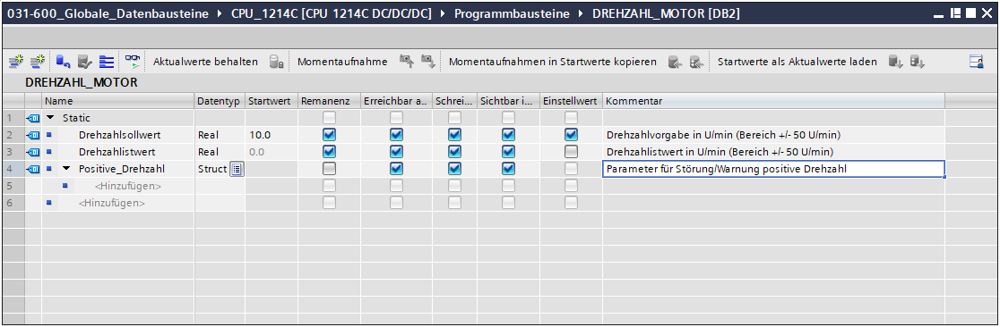 031-600_Globale_Datenbausteine CPU_1214C [CPU 1214C DC/DC/DC] Programmbausteine DREHZAHL_MOTOR [DB2]
Aktualwerte behalten Momentaufnahme Momentaufnahmen in Startwerte kopieren Startwerte als Aktualwerte laden
DREHZAHL_MOTOR
Name Datentyp Startwert Remanenz Erreichbar a.. Schrei... Sichtbar i... Einstellwert Kommentar
1 Static
2 Drehzahlsollwert Real 10.0 Drehzahlvorgabe in U/min (Bereich +/- 50 U/min)
3 Drehzahlistwert Real 0.0 Drehzahlistwert in U/min (Bereich +/- 50 U/min)
4 Positive_Drehzahl Struct Parameter für Störung/Warnung positive Drehzahl
5 <Hinzufügen>
6 <Hinzufügen>